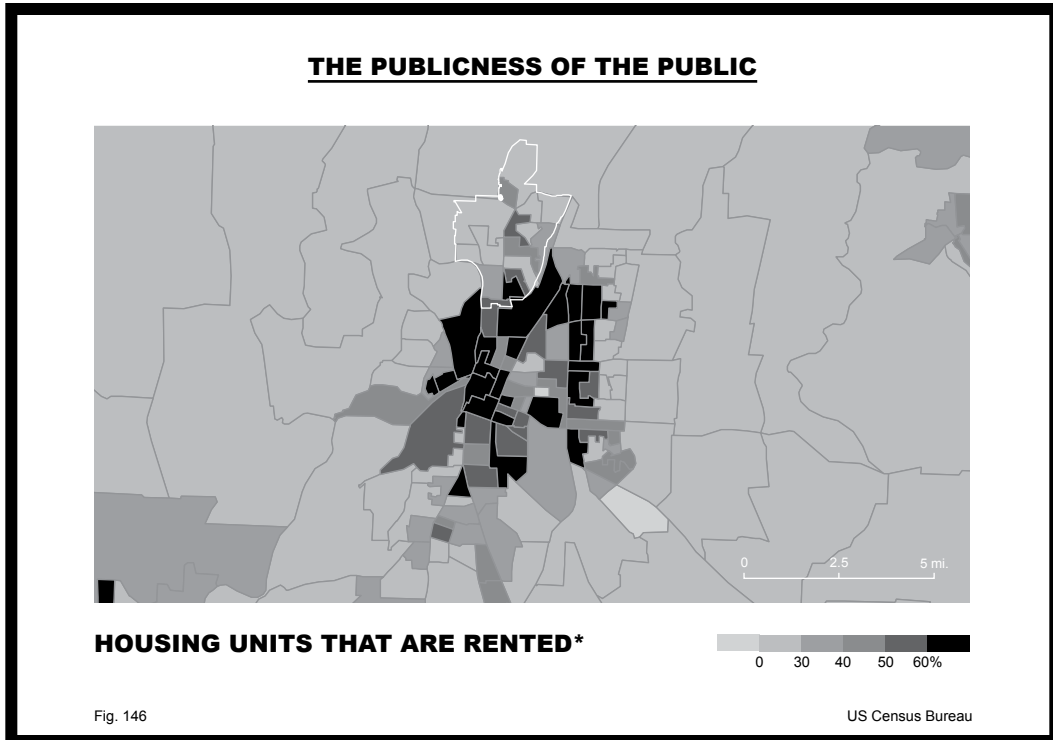 THE PUBLICNESS OF THE PUBLIC
0 2.5 5 mi.
HOUSING UNITS THAT ARE RENTED*
0 30 40 50 60%
Fig. 146
US Census Bureau